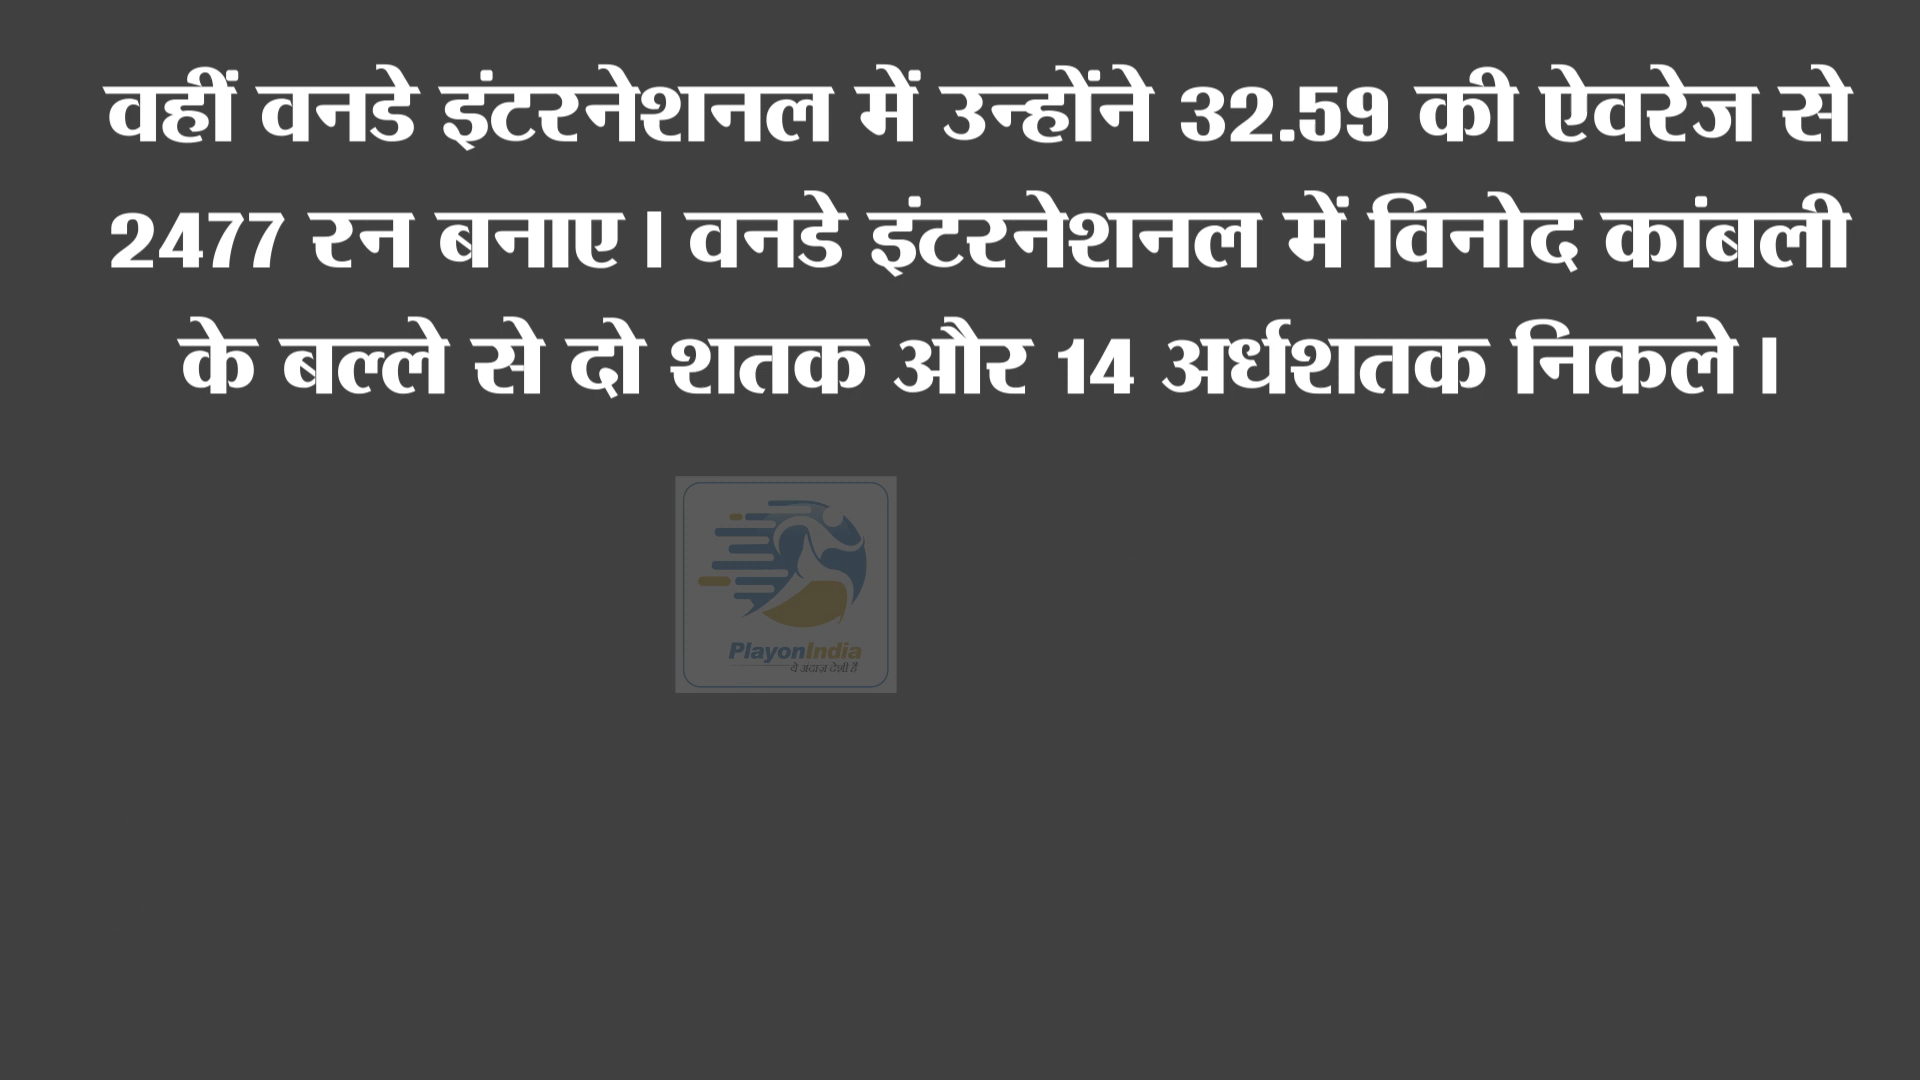 वहीं वनडे इंटरनेशनल में उन्होंने 32.59 की ऐवरेज से
2477 रन बनाए। वनडे इंटरनेशनल में विनोद कांबली
के बल्ले से दो शतक और 14 अर्धशतक निकले।
PlayonIndia
ये अंदाज़ देसी है